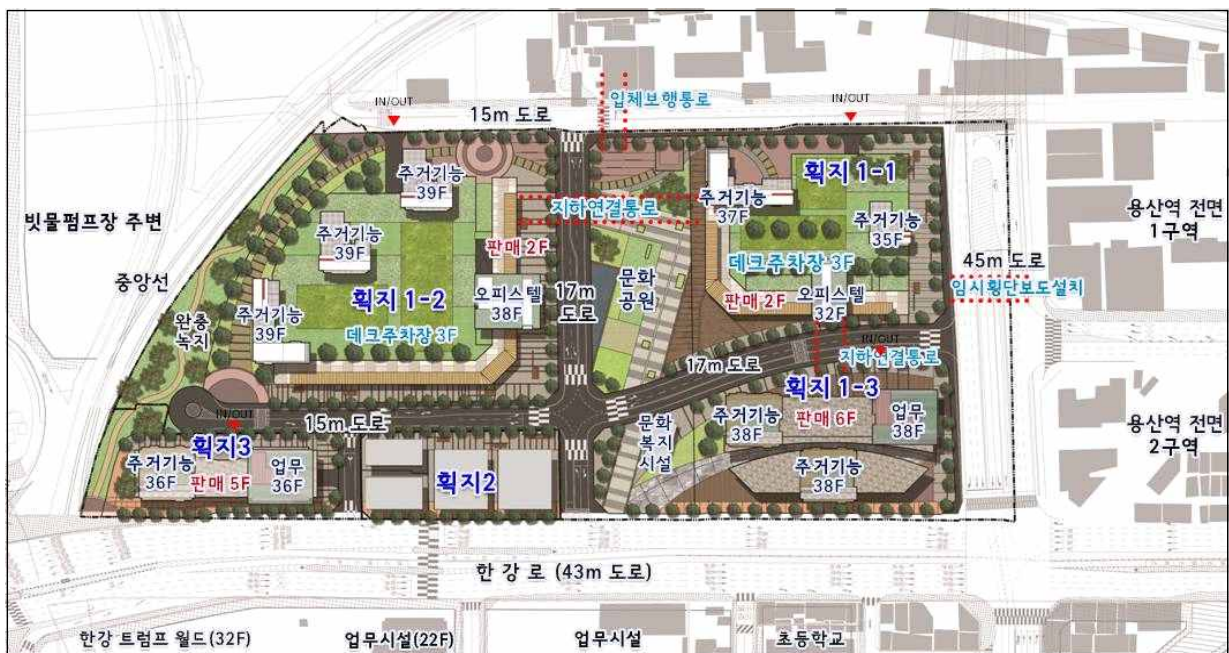 IN/OUT
IN/OUT
입체보행통로
15m 도로
주거기능
39F
획지 1-1
주거기능
37F
지하연결통로
주거기능
35F
용산역 전면
1구역
빗물펌프장 주변
주거기능
39F
판매 2F
문화
공원
데크주차장 3F
45m 도로
중앙선
임시횡단보도설치
획지 1-2
오피스텔
38F
17m
도로
판매 2F
오피스텔
32F
완충
녹지
주거기능
39F
데크주차장 3F
17m 도로
지하연결통로
IN/OUT
획지 1-3
IN/OUT
15m 도로
문화
복지
시설
주거기능
38F
판매 6F
업무
38F
용산역 전면
2구역
획지3
주거기능
36F
판매 5F
업무
36F
획지2
주거기능
38F
한 강 로 (43m 도로)
한강 트럼프 월드(32F)
업무시설(22F)
업무시설
초등학교